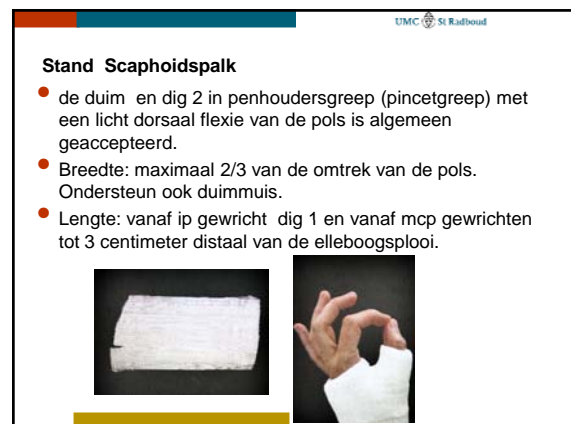 UMC St Radboud
Stand Scaphoidspalk
de duim en dig 2 in penhoudersgreep (pincetgreep) met
een licht dorsaal flexie van de pols is algemeen
geaccepteerd.
Breedte: maximaal 2/3 van de omtrek van de pols.
Ondersteun ook duimmuis.
Lengte: vanaf ip gewricht dig 1 en vanaf mcp gewrichten
tot 3 centimeter distaal van de elleboogsplooi.